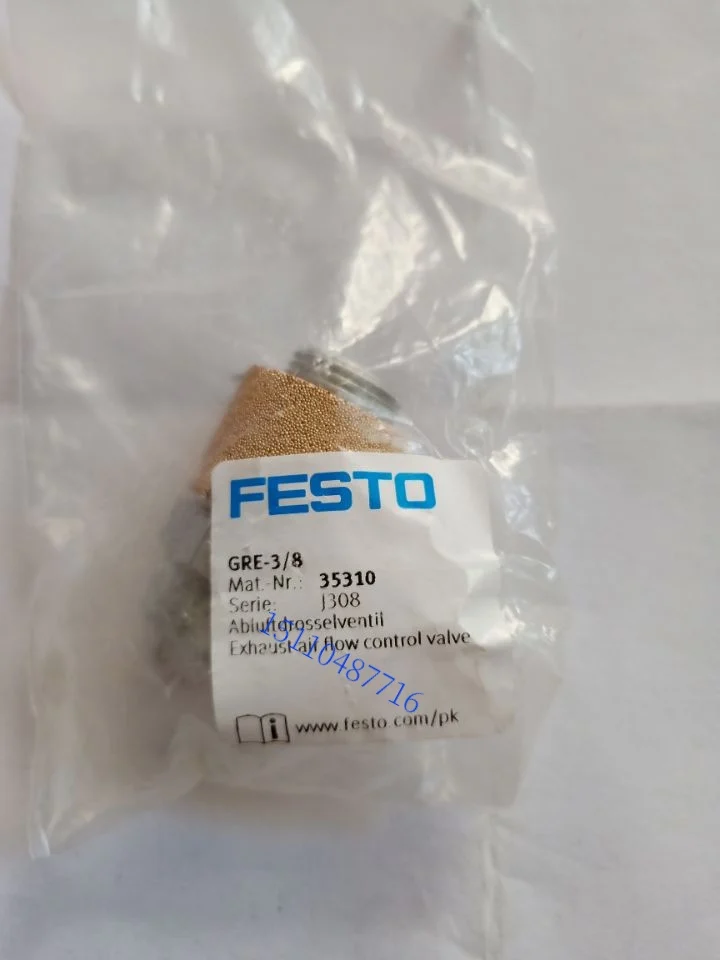 FESTO
GRE-3/8
Mat.-Nr.: 35310
Serie: J308
Abluftdrosselventil
Exhaust air flow control valve
15110487716
i www.festo.com/pk